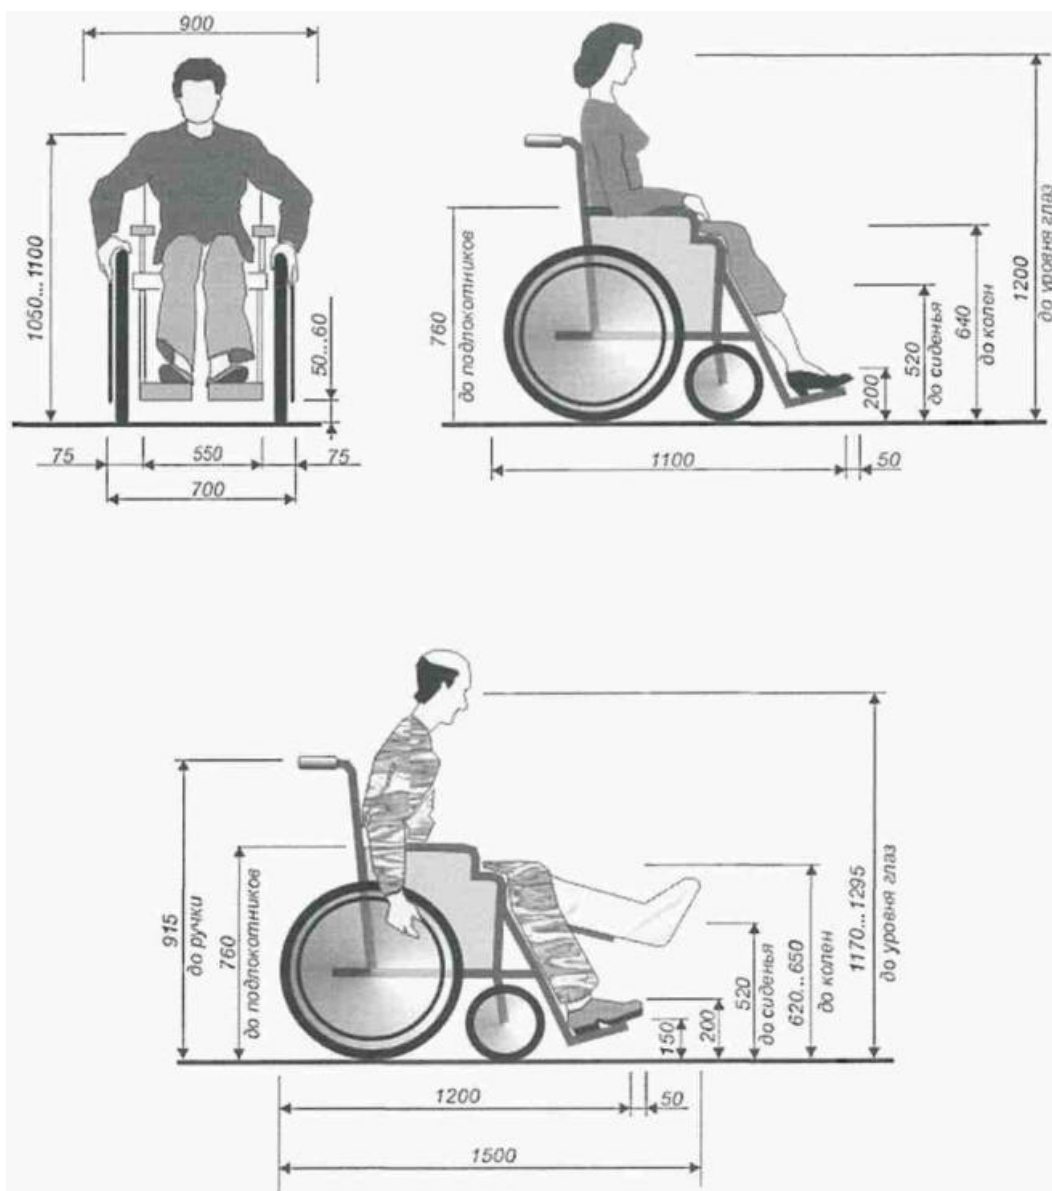 900
1050...1100
50...60
75
550
75
700
760
до подлокотников
200
520
до сиденья
640
до колен
1200
до уровня глаз
1100
50
915
до ручки
760
до подлокотников
150
200
520
до сиденья
620...650
до колен
1170...1295
до уровня глаз
1200
50
1500